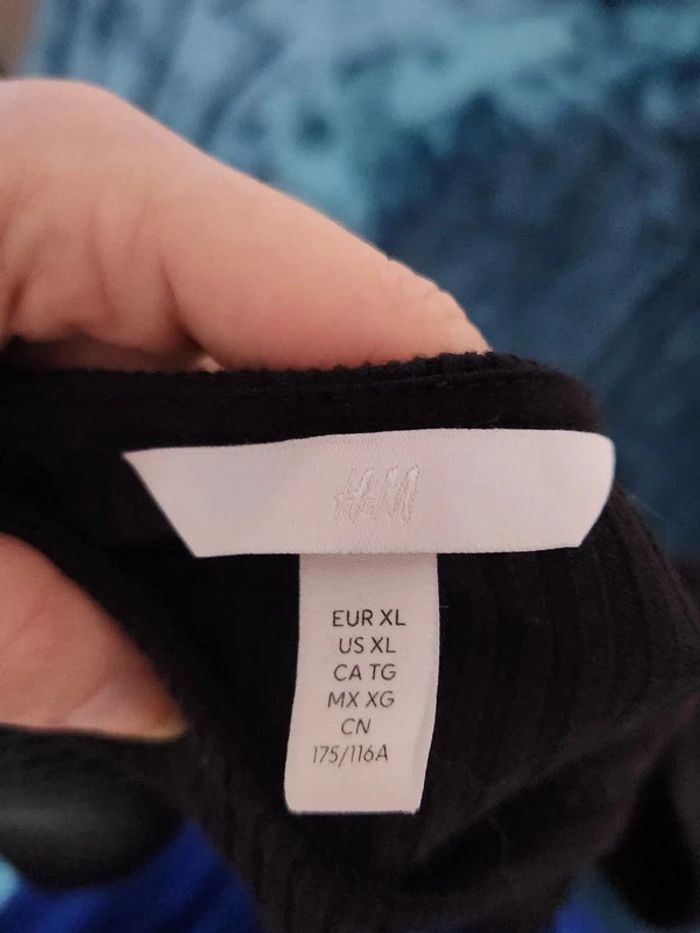 H&M
EUR XL
US XL
CA TG
MX XG
CN
175/116A